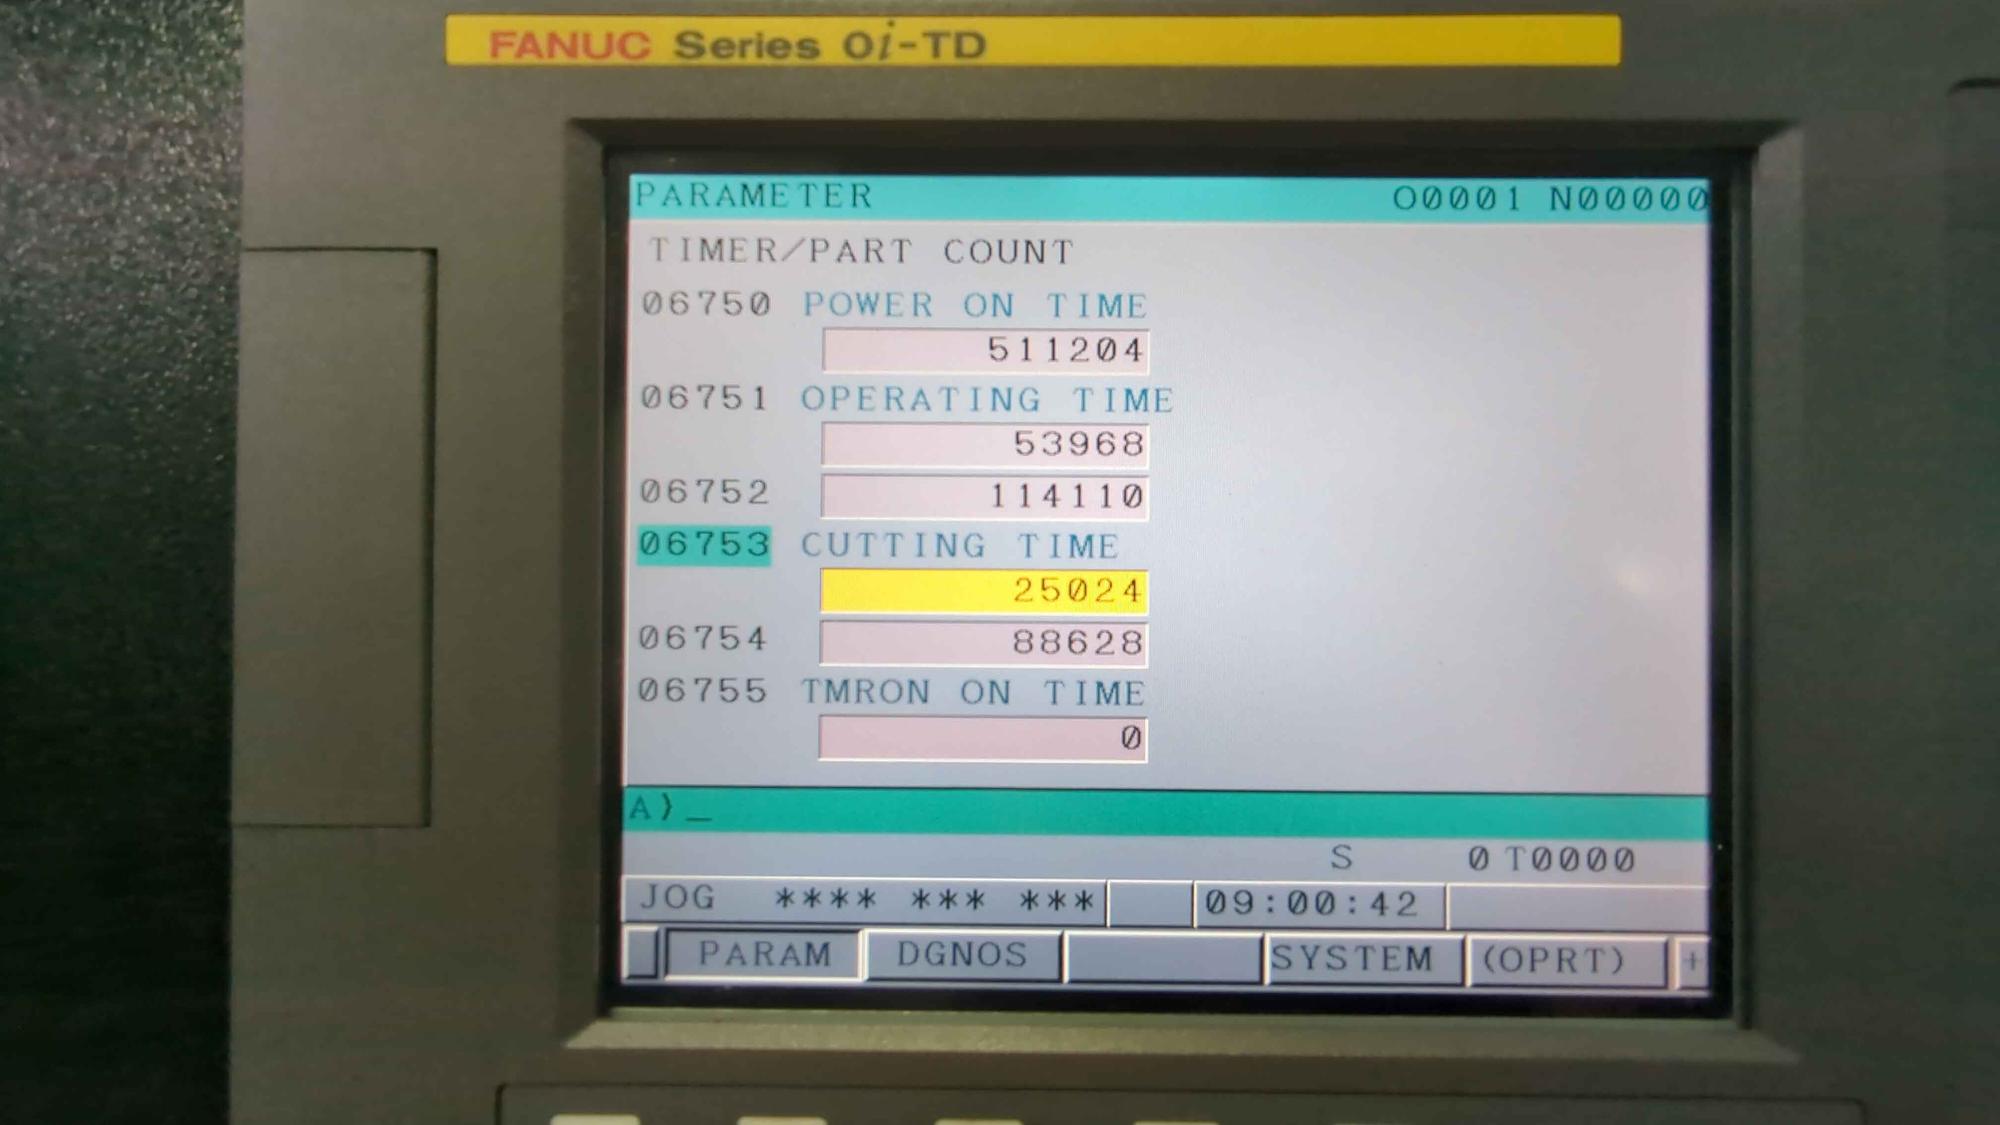 FANUC Series 0i-TD
PARAMETER O0001 N00000
TIMER/PART COUNT
06750 POWER ON TIME
511204
06751 OPERATING TIME
53968
06752 114110
06753 CUTTING TIME
25024
06754 88628
06755 TMRON ON TIME
0
A)_
S 0 T0000
JOG **** *** *** 09:00:42
PARAM DGNOS SYSTEM (OPRT) +